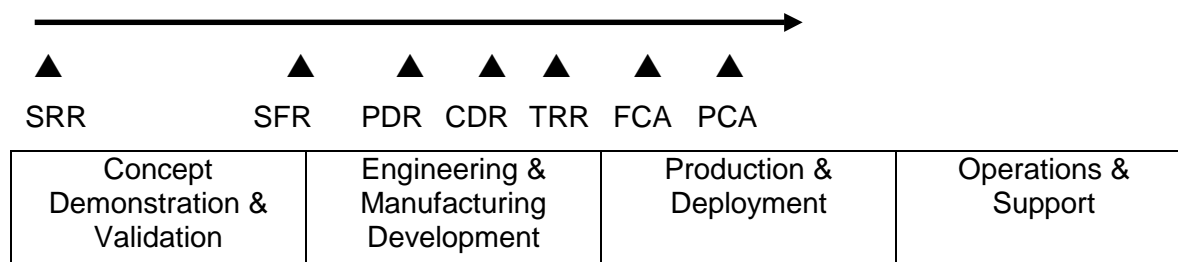 SRR SFR PDR CDR TRR FCA PCA
Concept
Demonstration &
Validation
Engineering &
Manufacturing
Development
Production &
Deployment
Operations &
Support